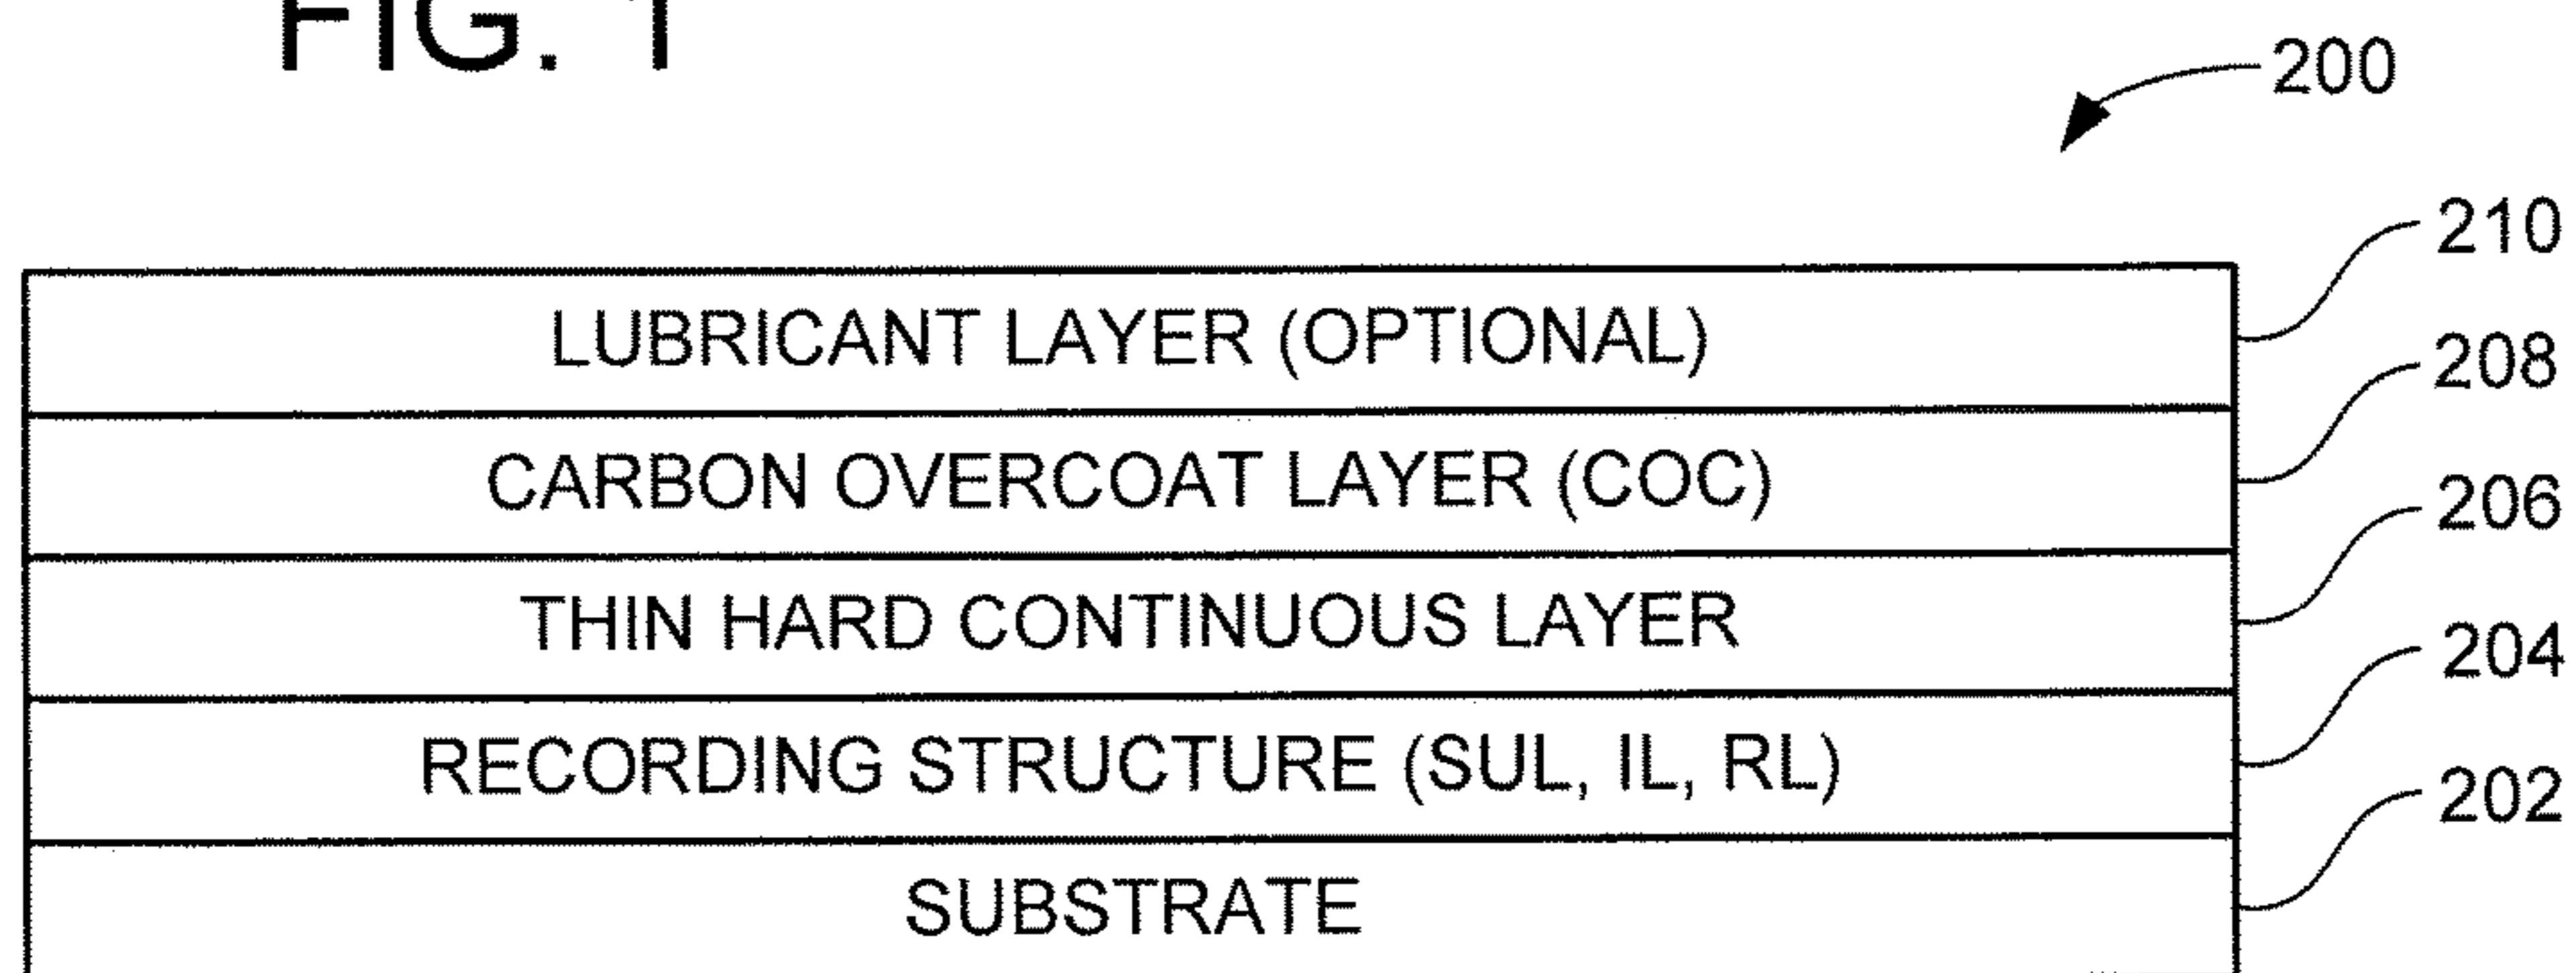 FIG. 1
200
210
LUBRICANT LAYER (OPTIONAL)
208
CARBON OVERCOAT LAYER (COC)
206
THIN HARD CONTINUOUS LAYER
204
RECORDING STRUCTURE (SUL, IL, RL)
202
SUBSTRATE